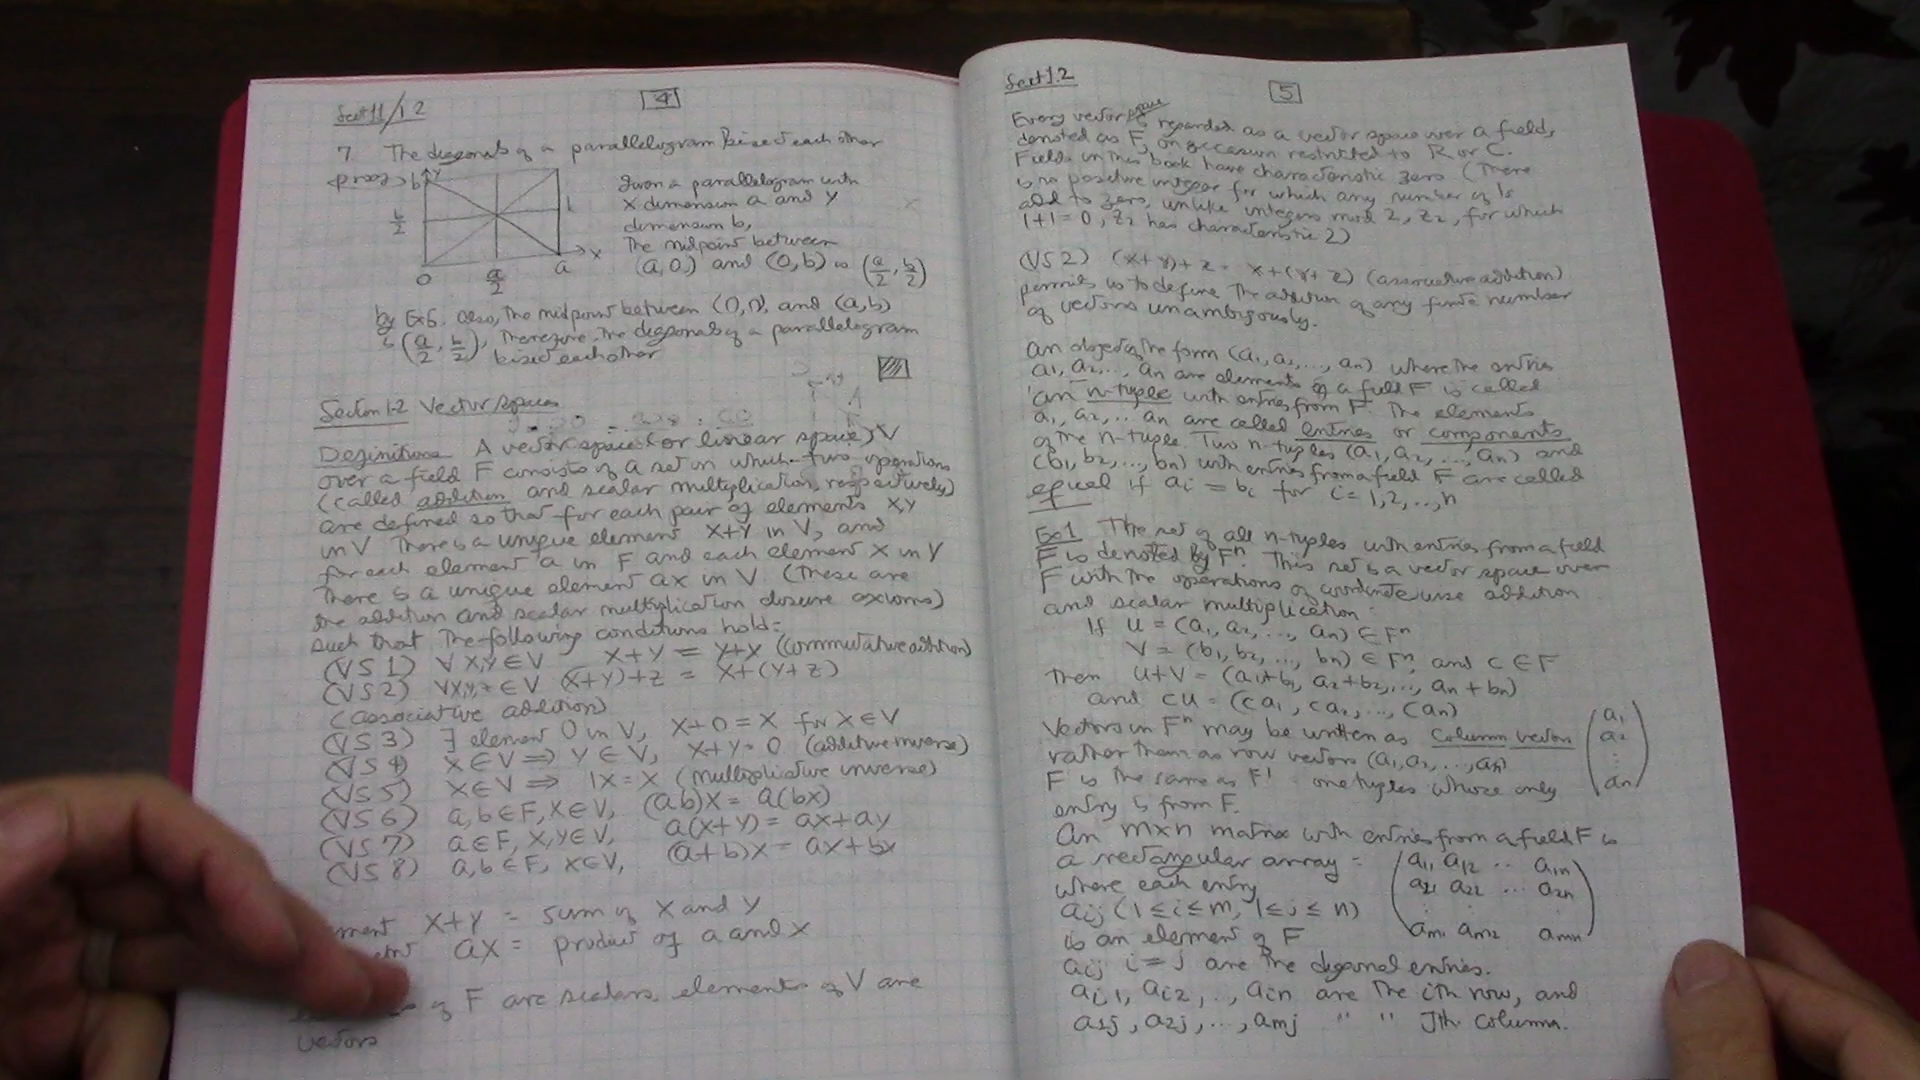 Sect 1.1/1.2
4
7. The diagonals of a parallelogram bisect each other
Proof
y
b
b/2
0
a/2
a
x
Given a parallelogram with
x dimension a and y
dimension b,
The midpoint between
(a,0) and (0,b) is (a/2, b/2)
by Ex6. Also, the midpoint between (0,0) and (a,b)
is (a/2, b/2), Therefore, the diagonals of a parallelogram
bisect each other
Section 1.2 Vector spaces
Definitions A vector space (or linear space) V
over a field F consists of a set on which two operations
(called addition and scalar multiplication, respectively)
are defined so that for each pair of elements x,y
in V There is a unique element x+y in V, and
for each element a in F and each element x in V
There is a unique element ax in V. (These are
the addition and scalar multiplication closure axioms)
Such that The following conditions hold:
(VS 1) ∀x,y∈V x+y = y+x (commutative addition)
(VS 2) ∀x,y,z∈V (x+y)+z = x+(y+z)
(associative addition)
(VS 3) ∃ element 0 in V, x+0=x for x∈V
(VS 4) x∈V ⇒ y∈V, x+y=0 (additive inverse)
(VS 5) x∈V ⇒ 1x=x (multiplicative inverse)
(VS 6) a,b∈F, x∈V, (ab)x = a(bx)
(VS 7) a∈F, x,y∈V, a(x+y) = ax+ay
(VS 8) a,b∈F, x∈V, (a+b)x = ax+bx
x+y = sum of x and y
ax = product of a and x
of F are scalars, elements of V are
vectors
Sect 1.2
5
Every vector space is regarded as a vector space over a field,
denoted as F, on occasion restricted to R or C.
Fields in this book have characteristic zero (There
is no positive integer for which any number of 1s
add to zero, unlike integers mod 2, Z2, for which
1+1=0, Z2 has characteristic 2)
(VS 2) (x+y)+z = x+(y+z) (associative addition)
permits us to define The addition of any finite number
of vectors unambigously.
An object of the form (a1, a2, ..., an) where the entries
a1, a2, ..., an are elements of a field F is called
an n-tuple with entries from F. The elements
a1, a2, ... an are called entries or components
of the n-tuple. Two n-tuples (a1, a2, ..., an) and
(b1, b2, ..., bn) with entries from a field F are called
equal if ai = bi for i=1,2,..,n
Ex 1 The set of all n-tuples with entries from a field
F is denoted by Fⁿ. This set is a vector space over
F with the operations of coordinatewise addition
and scalar multiplication
If u = (a1, a2, ..., an) ∈ Fⁿ
V = (b1, b2, ..., bn) ∈ Fⁿ, and c ∈ F
Then u+v = (a1+b1, a2+b2, ..., an+bn)
and cu = (ca1, ca2, ..., can)
Vectors in Fⁿ may be written as column vectors (a1 a2 ⋮ an)
rather than as row vectors (a1, a2, ..., an)
F is the same as F¹ - one tuples whose only
entry is from F.
An m×n matrix with entries from a field F is
a rectangular array = (a11 a12 ... a1n
where each entry a21 a22 ... a2n
aij (1≤i≤m, 1≤j≤n) ⋮ ⋮ ⋮
is an element of F am1 am2 amn)
aij i=j are the diagonal entries.
ai1, ai2, .., ain are the ith row, and
a1j, a2j, ..., amj " " Jth column.